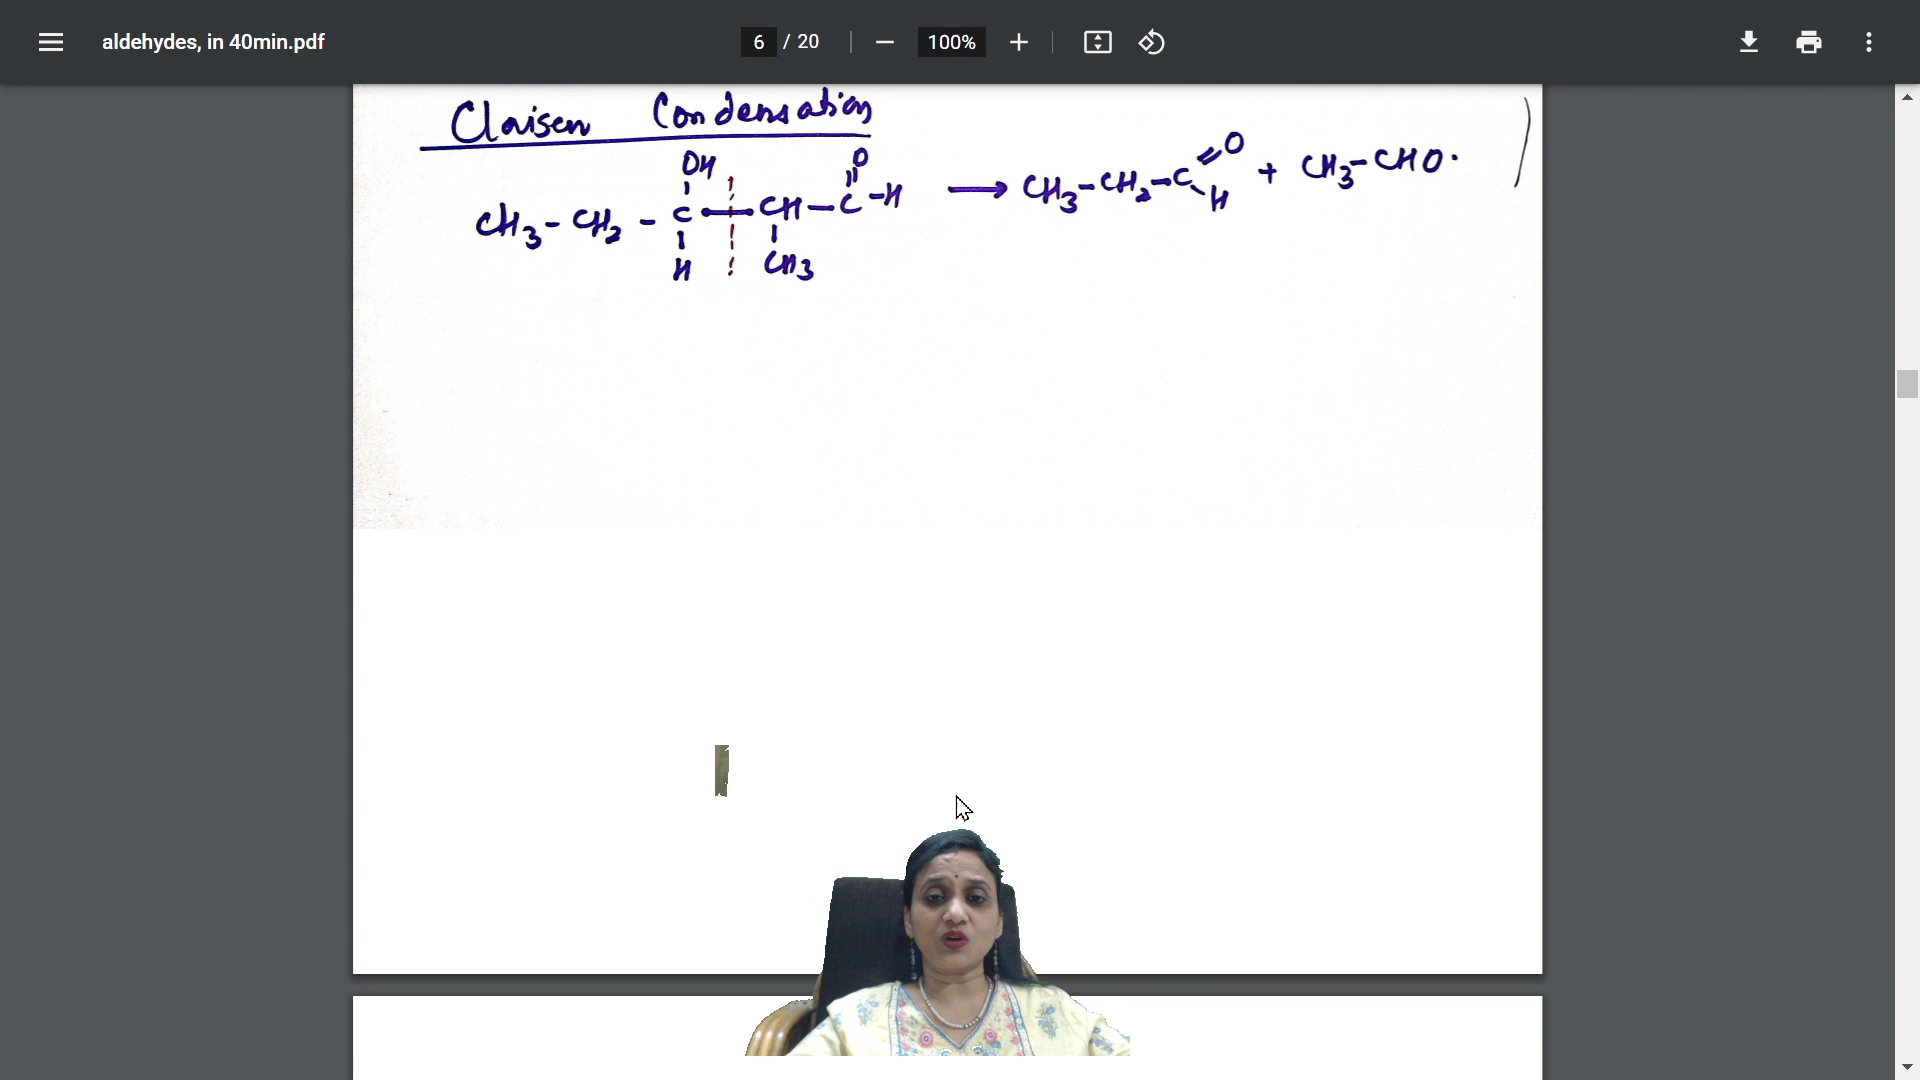 aldehydes, in 40min.pdf
6 / 20
100%
Claisen Condensation
OH O
CH3-CH2-C-CH-C-H ⟶ CH3-CH2-C=O + CH3-CHO.
H CH3 H